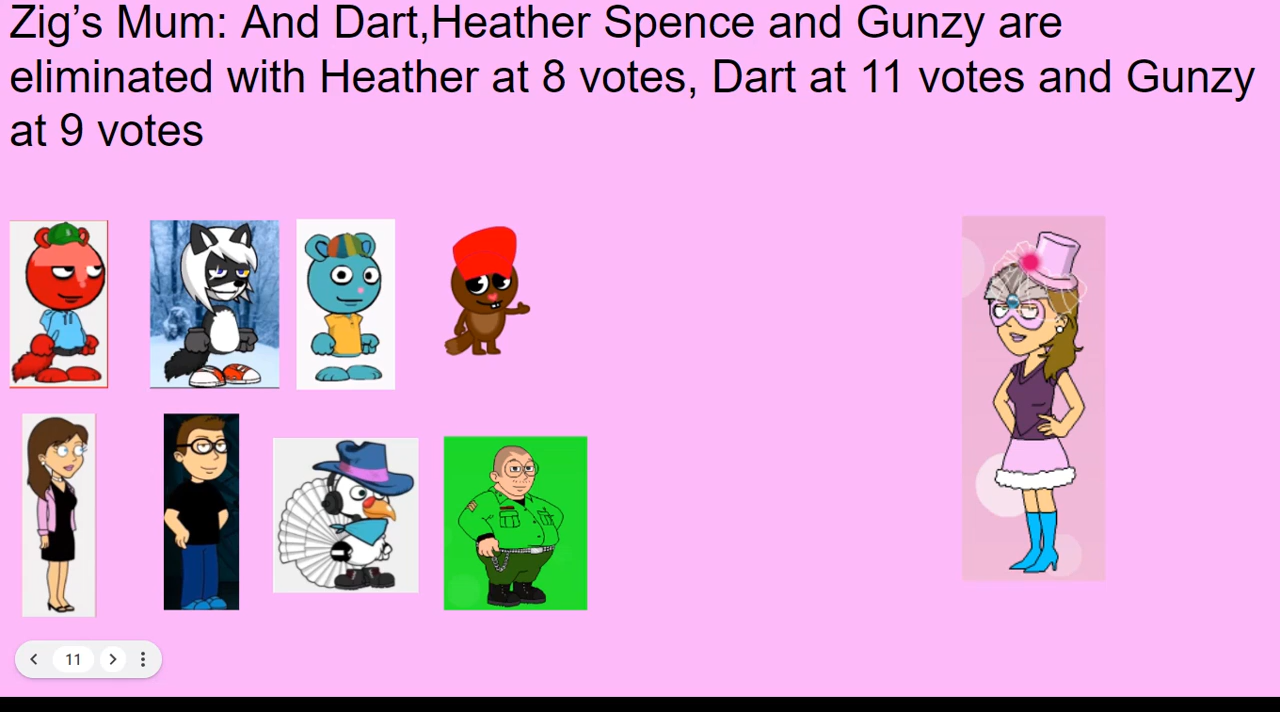 Zig’s Mum: And Dart,Heather Spence and Gunzy are
eliminated with Heather at 8 votes, Dart at 11 votes and Gunzy
at 9 votes
11